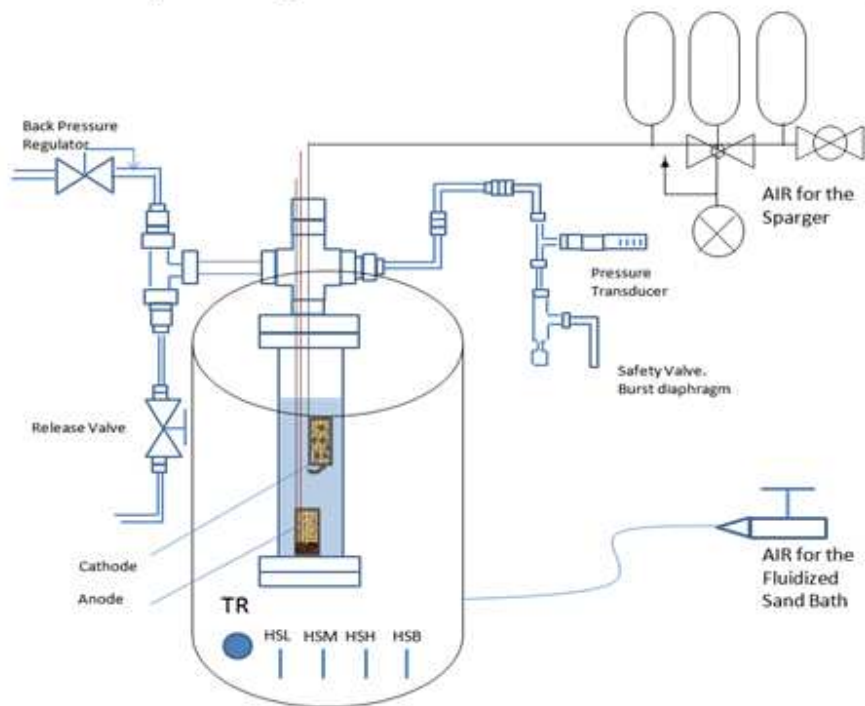 Back Pressure
Regulator
AIR for the
Sparger
Pressure
Transducer
Safety Valve.
Burst diaphragm
Release Valve
Cathode
Anode
AIR for the
Fluidized
Sand Bath
TR
HSL HSM HSH HSB